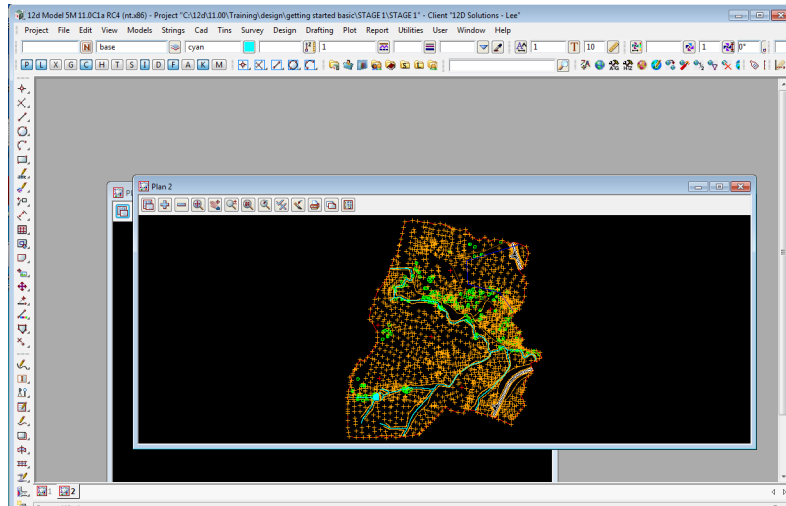 12d Model 5M 11.0C1a RC4 (nt.x86) - Project "C:\12d\11.00\Training\design\getting started basic\STAGE 1\STAGE 1" - Client "12D Solutions - Lee"
Project File Edit View Models Strings Cad Tins Survey Design Drafting Plot Report Utilities User Window Help
N base cyan 1 1 T 10 1 0°
P L X G C H T S I D F A K M
Plan 2
1 2